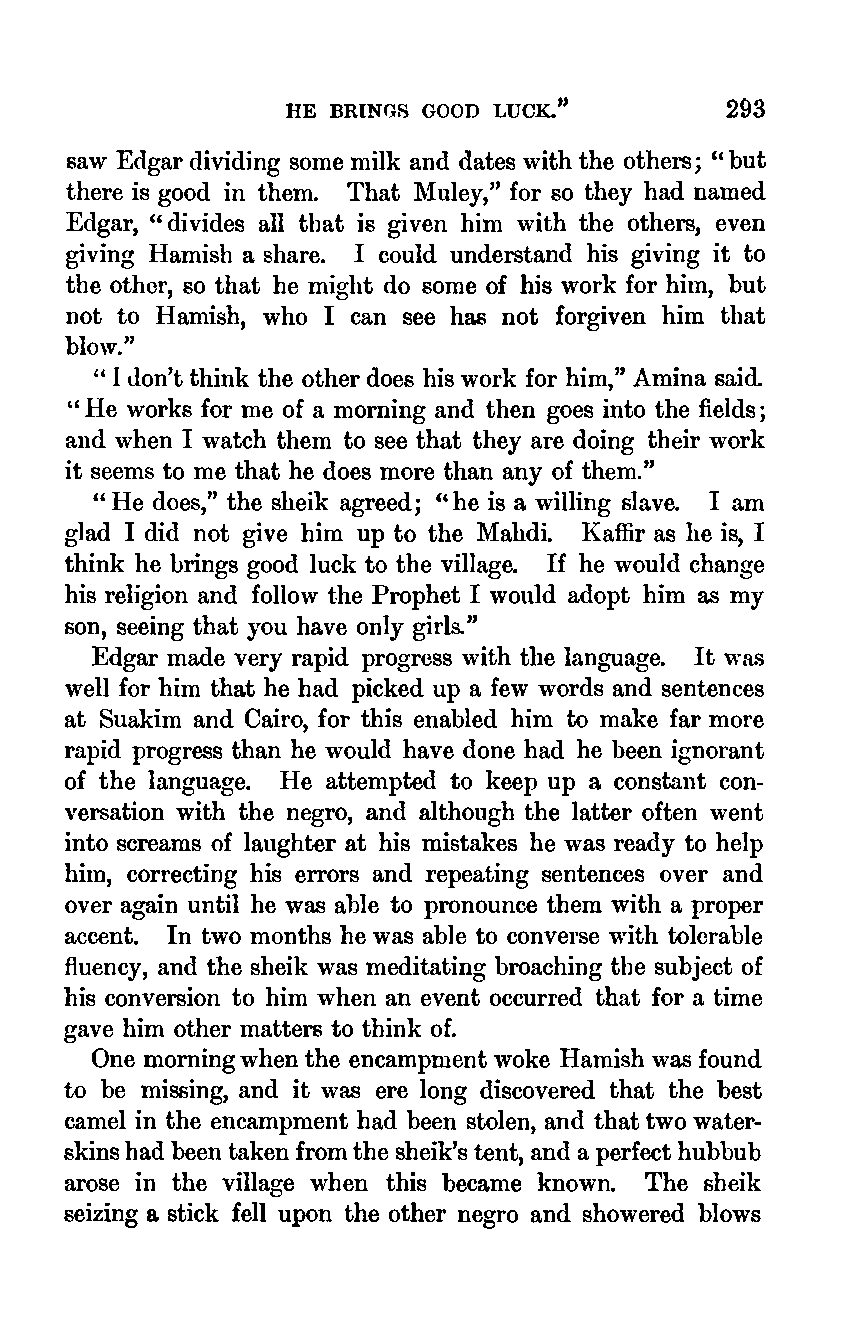 HE BRINGS GOOD LUCK." 293
saw Edgar dividing some milk and dates with the others; "but
there is good in them. That Muley," for so they had named
Edgar, "divides all that is given him with the others, even
giving Hamish a share. I could understand his giving it to
the other, so that he might do some of his work for him, but
not to Hamish, who I can see has not forgiven him that
blow."
"I don't think the other does his work for him," Amina said.
"He works for me of a morning and then goes into the fields;
and when I watch them to see that they are doing their work
it seems to me that he does more than any of them."
"He does," the sheik agreed; "he is a willing slave. I am
glad I did not give him up to the Mahdi. Kaffir as he is, I
think he brings good luck to the village. If he would change
his religion and follow the Prophet I would adopt him as my
son, seeing that you have only girls."
Edgar made very rapid progress with the language. It was
well for him that he had picked up a few words and sentences
at Suakim and Cairo, for this enabled him to make far more
rapid progress than he would have done had he been ignorant
of the language. He attempted to keep up a constant con-
versation with the negro, and although the latter often went
into screams of laughter at his mistakes he was ready to help
him, correcting his errors and repeating sentences over and
over again until he was able to pronounce them with a proper
accent. In two months he was able to converse with tolerable
fluency, and the sheik was meditating broaching the subject of
his conversion to him when an event occurred that for a time
gave him other matters to think of.
One morning when the encampment woke Hamish was found
to be missing, and it was ere long discovered that the best
camel in the encampment had been stolen, and that two water-
skins had been taken from the sheik's tent, and a perfect hubbub
arose in the village when this became known. The sheik
seizing a stick fell upon the other negro and showered blows